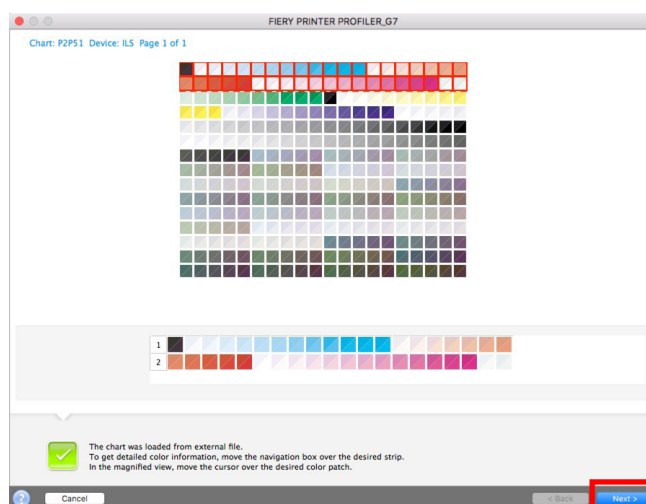 FIERY PRINTER PROFILER_G7
Chart: P2P51 Device: ILS Page 1 of 1
1
2
The chart was loaded from external file.
To get detailed color information, move the navigation box over the desired strip.
In the magnified view, move the cursor over the desired color patch.
?
Cancel
< Back
Next >